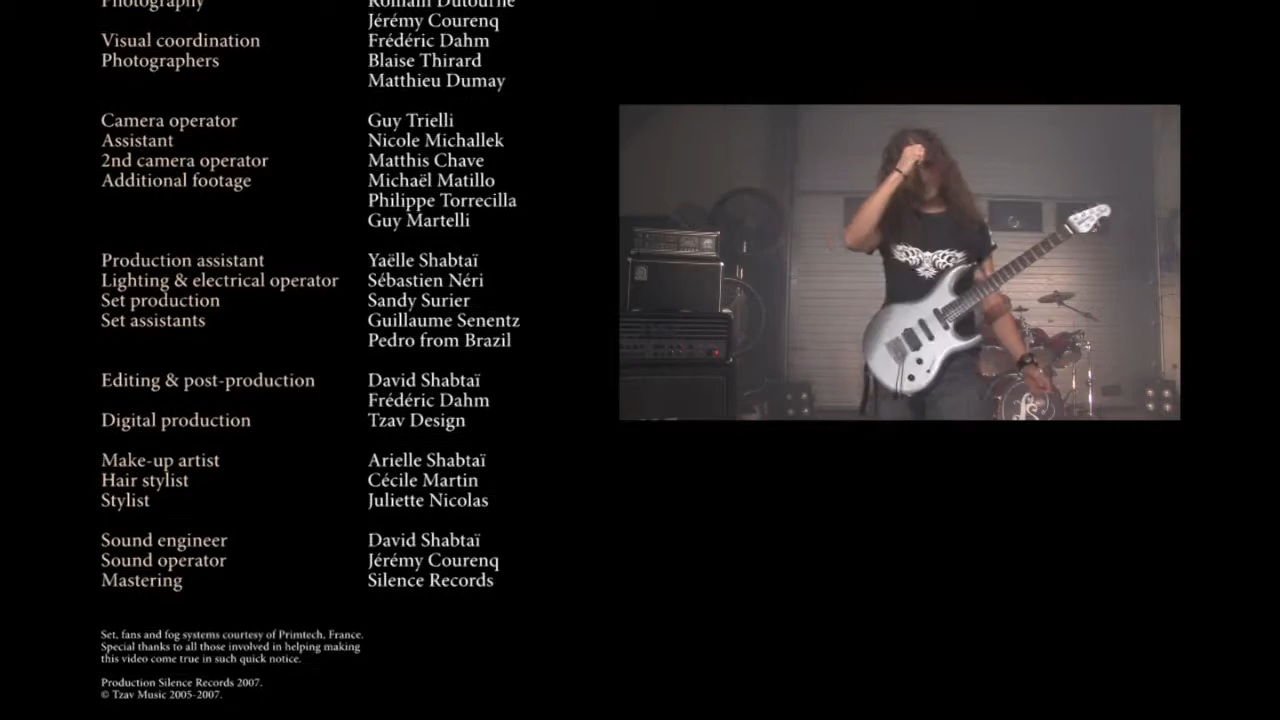 Photography Romain Dutourne
Jérémy Courenq
Visual coordination Frédéric Dahm
Photographers Blaise Thirard
Matthieu Dumay
Camera operator Guy Trielli
Assistant Nicole Michallek
2nd camera operator Matthis Chave
Additional footage Michaël Matillo
Philippe Torrecilla
Guy Martelli
Production assistant Yaëlle Shabtaï
Lighting & electrical operator Sébastien Néri
Set production Sandy Surier
Set assistants Guillaume Senentz
Pedro from Brazil
Editing & post-production David Shabtaï
Frédéric Dahm
Digital production Tzav Design
Make-up artist Arielle Shabtaï
Hair stylist Cécile Martin
Stylist Juliette Nicolas
Sound engineer David Shabtaï
Sound operator Jérémy Courenq
Mastering Silence Records
Set, fans and fog systems courtesy of Primtech, France.
Special thanks to all those involved in helping making
this video come true in such quick notice.
Production Silence Records 2007.
© Tzav Music 2005-2007.